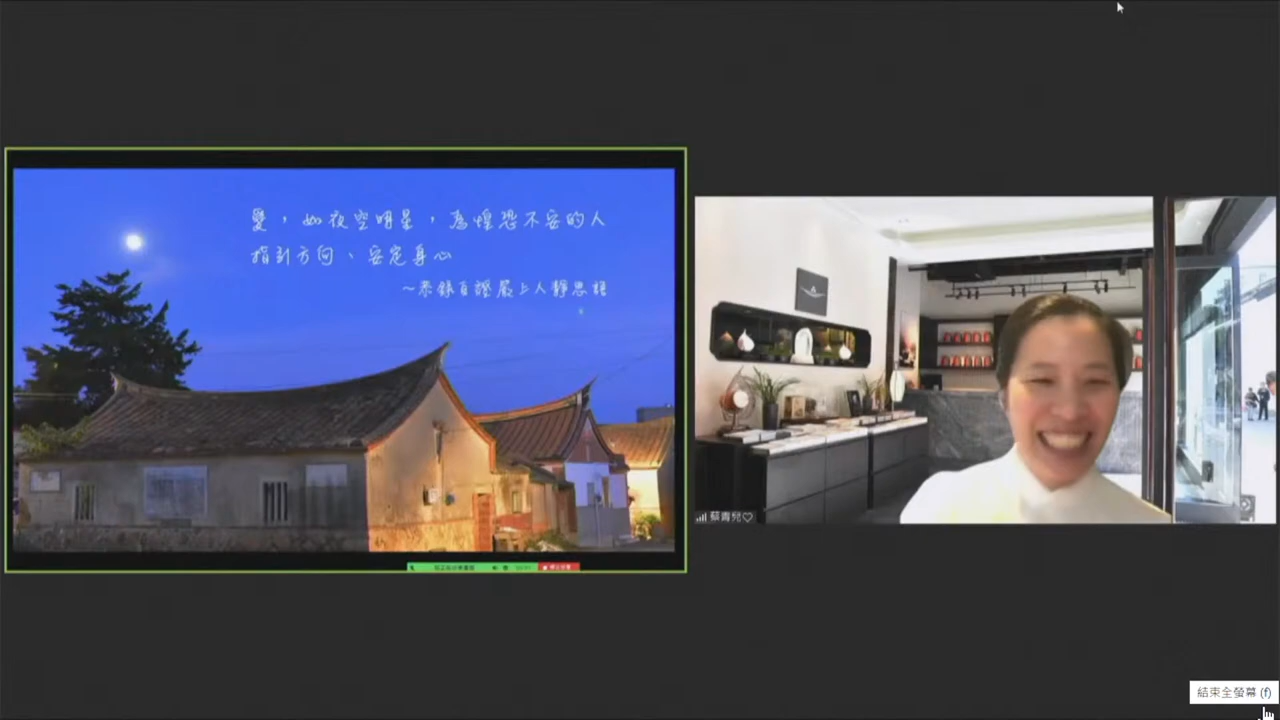 愛，如夜空明星，為惶恐不安的人
指引方向、安定身心
~恭錄自證嚴上人靜思語
蔡青兒♡
結束全螢幕 (f)